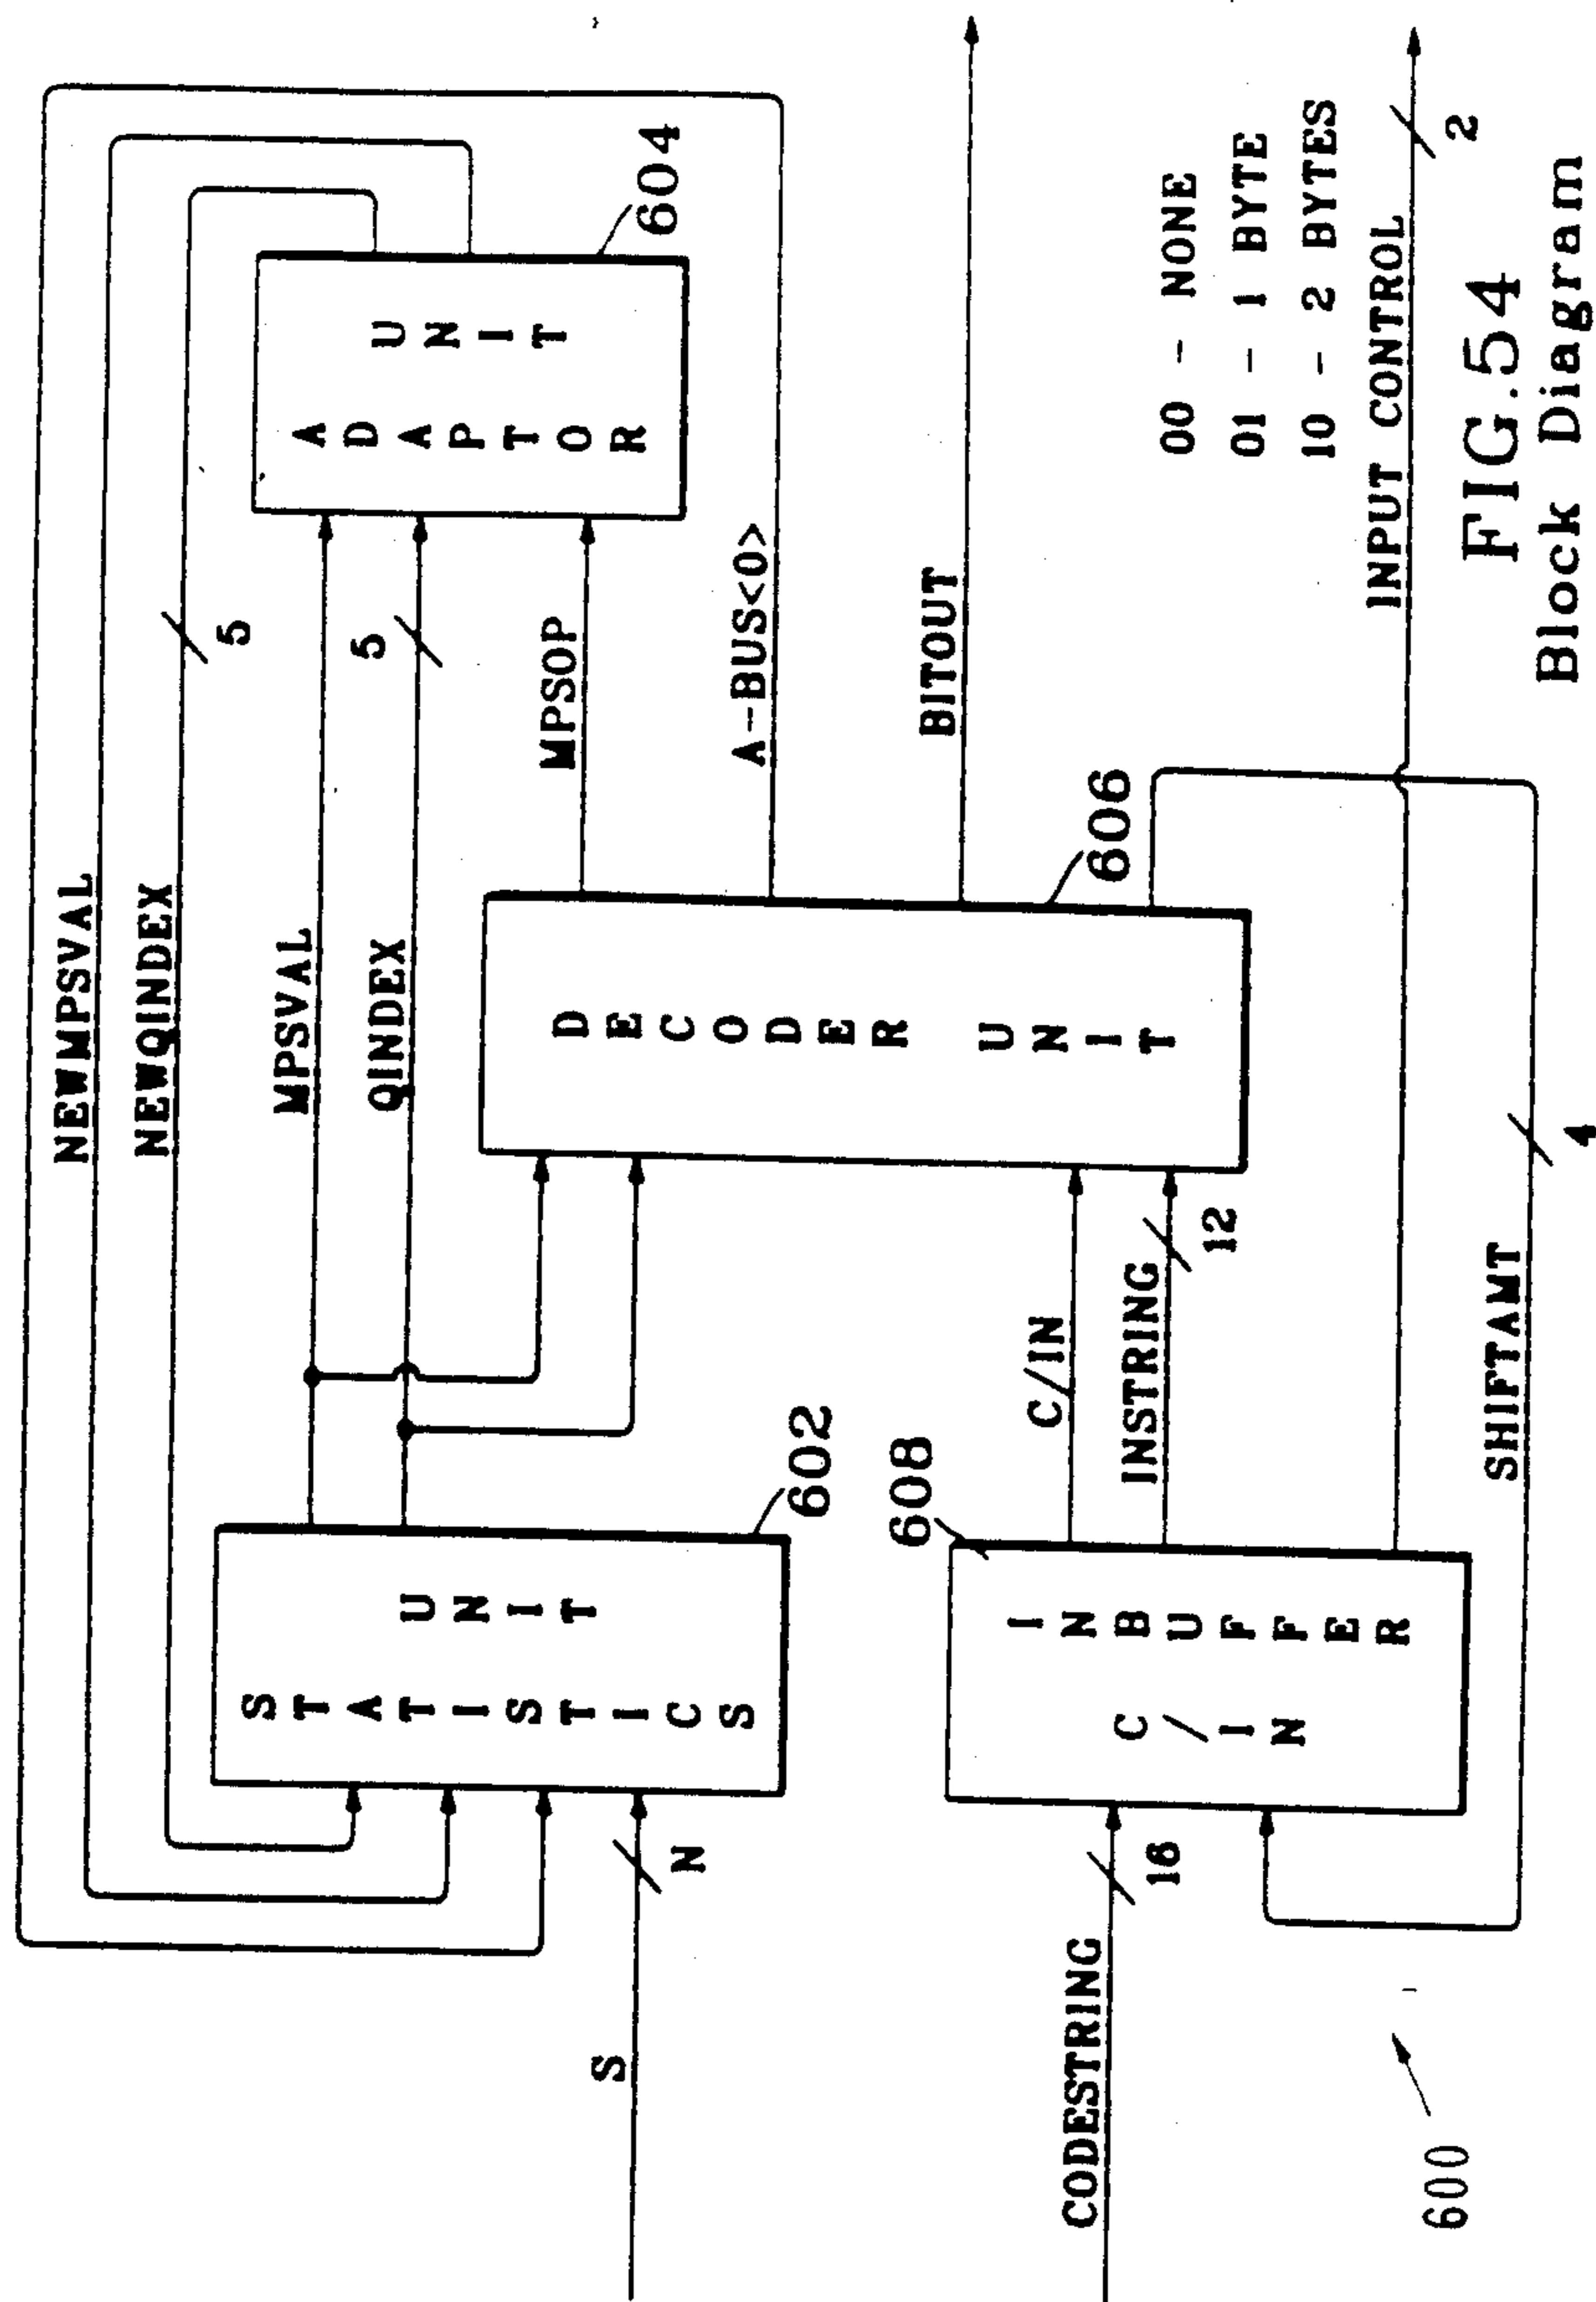 NEWMPSVAL
NEWQINDEX
5
MPSVAL
QINDEX
5
STATISTICS
UNIT
602
S
N
ADAPTOR
UNIT
604
MPSOP
A--BUS<0>
DECODER UNIT
606
BITOUT
CODESTRING
16
C/IN
INBUFFER
608
C/IN
INSTRING
12
00 - NONE
01 - 1 BYTE
10 - 2 BYTES
INPUT CONTROL
2
SHIFTAMT
4
600
FIG.54
Block Diagram